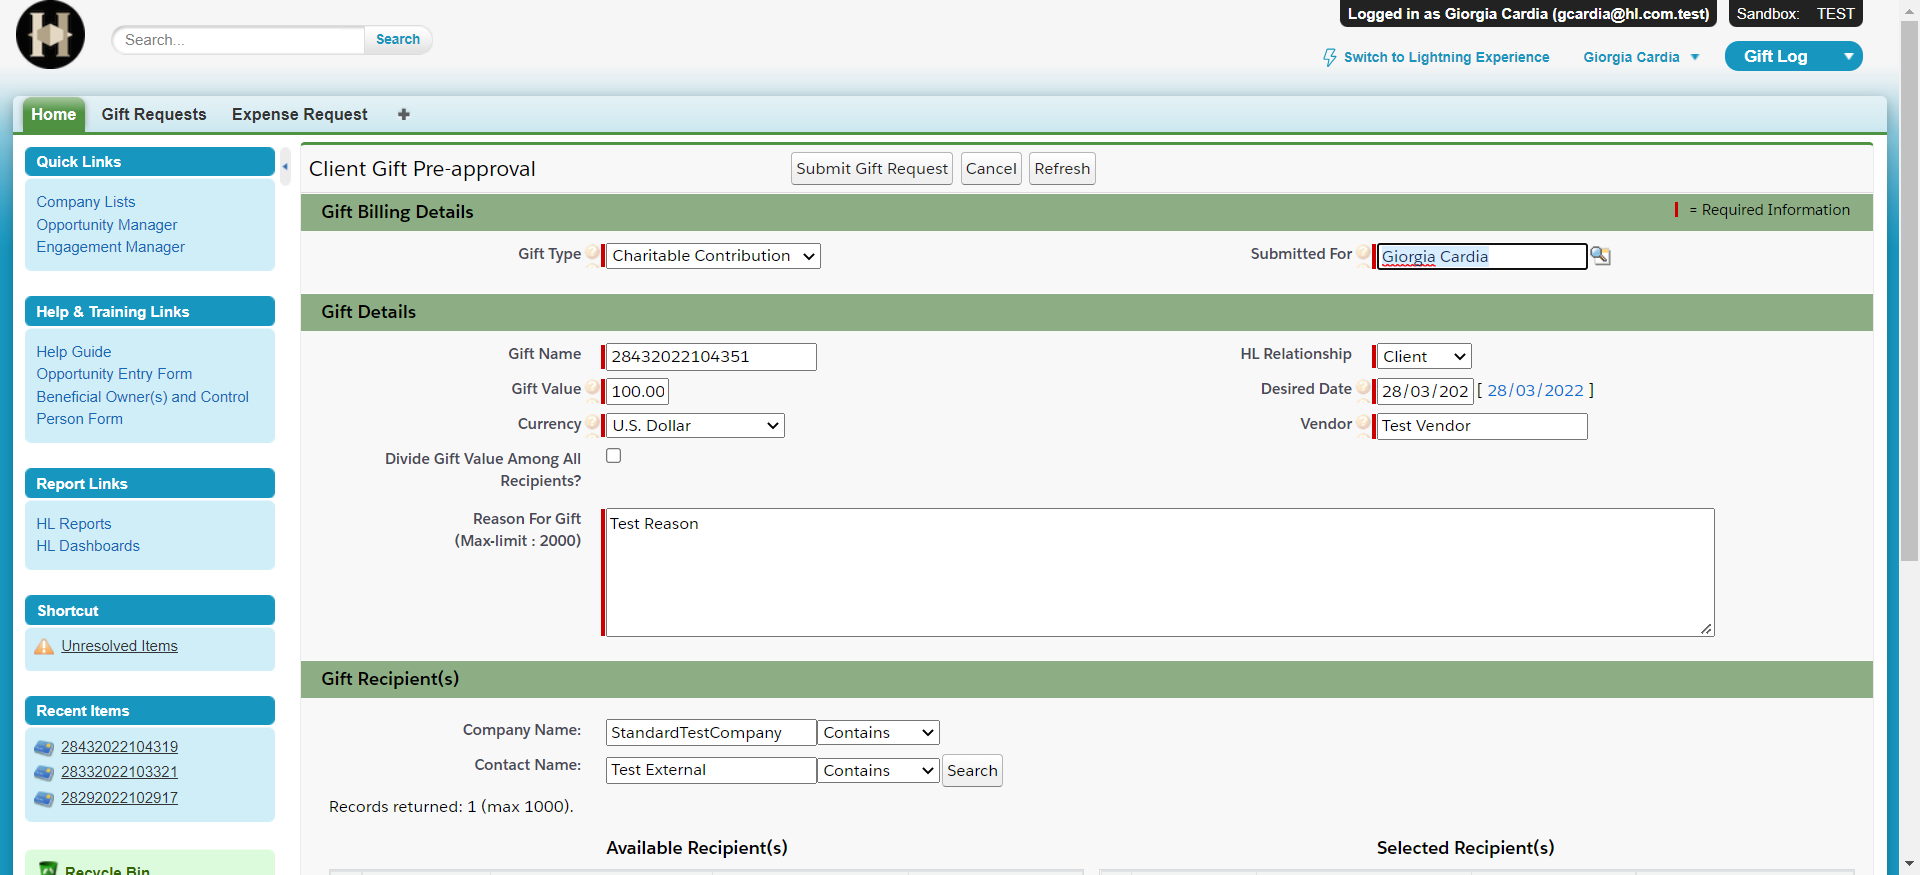 Logged in as Giorgia Cardia (gcardia@hl.com.test)
Sandbox: TEST
H
Search...
Search
Switch to Lightning Experience
Giorgia Cardia
Gift Log
Home
Gift Requests
Expense Request
+
Quick Links
Company Lists
Opportunity Manager
Engagement Manager
Help & Training Links
Help Guide
Opportunity Entry Form
Beneficial Owner(s) and Control
Person Form
Report Links
HL Reports
HL Dashboards
Shortcut
Unresolved Items
Recent Items
28432022104319
28332022103321
28292022102917
Recycle Bin
Client Gift Pre-approval
Submit Gift Request
Cancel
Refresh
Gift Billing Details
= Required Information
Gift Type
Charitable Contribution
Submitted For
Giorgia Cardia
Gift Details
Gift Name
28432022104351
HL Relationship
Client
Gift Value
100.00
Desired Date
28/03/202 [ 28/03/2022 ]
Currency
U.S. Dollar
Vendor
Test Vendor
Divide Gift Value Among All
Recipients?
Reason For Gift
(Max-limit : 2000)
Test Reason
Gift Recipient(s)
Company Name:
StandardTestCompany
Contains
Contact Name:
Test External
Contains
Search
Records returned: 1 (max 1000).
Available Recipient(s)
Selected Recipient(s)